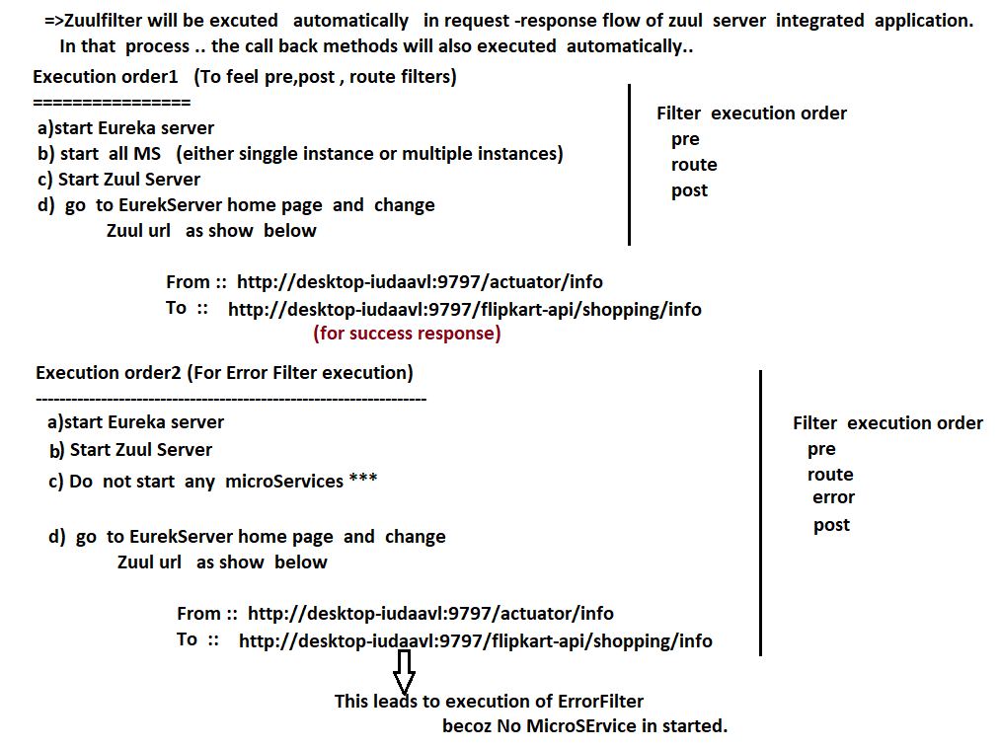 =>Zuulfilter will be excuted automatically in request -response flow of zuul server integrated application.
In that process .. the call back methods will also executed automatically..
Execution order1 (To feel pre,post , route filters)
================
a)start Eureka server
b) start all MS (either singgle instance or multiple instances)
c) Start Zuul Server
d) go to EurekServer home page and change
Zuul url as show below
Filter execution order
pre
route
post
From :: http://desktop-iudaavl:9797/actuator/info
To :: http://desktop-iudaavl:9797/flipkart-api/shopping/info
(for success response)
Execution order2 (For Error Filter execution)
------------------------------------------------------------------
a)start Eureka server
b) Start Zuul Server
c) Do not start any microServices ***
d) go to EurekServer home page and change
Zuul url as show below
Filter execution order
pre
route
error
post
From :: http://desktop-iudaavl:9797/actuator/info
To :: http://desktop-iudaavl:9797/flipkart-api/shopping/info
This leads to execution of ErrorFilter
becoz No MicroSErvice in started.